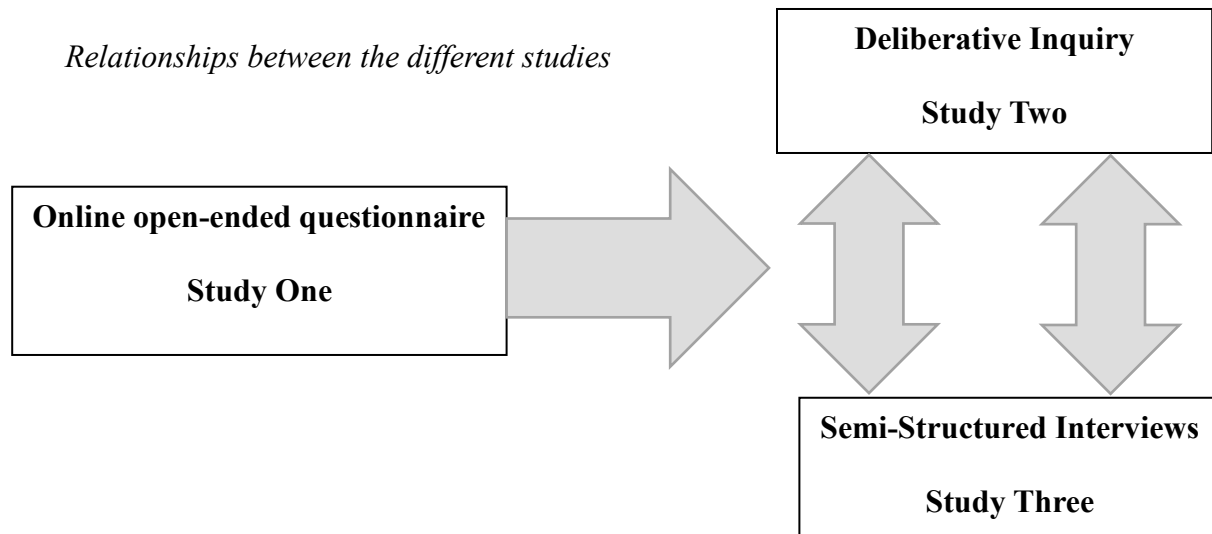 Relationships between the different studies
Online open-ended questionnaire
Study One
Deliberative Inquiry
Study Two
Semi-Structured Interviews
Study Three